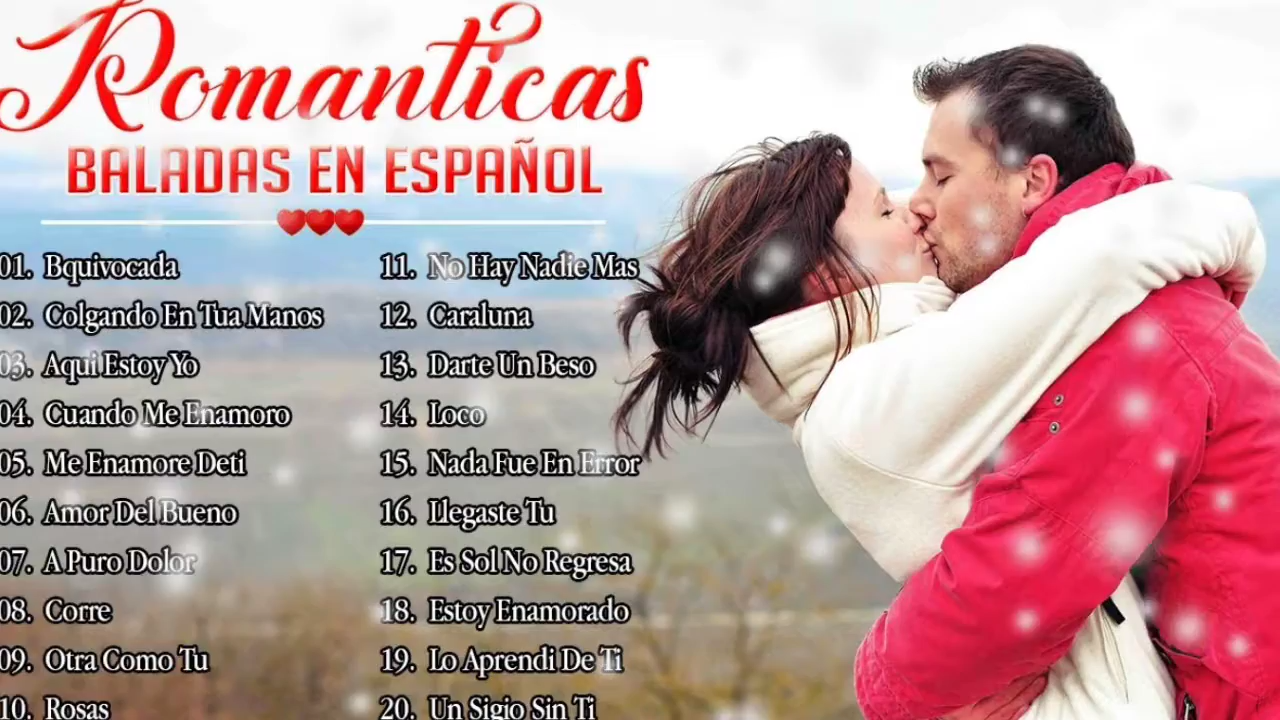 Romanticas
BALADAS EN ESPAÑOL
01. Bquivocada
02. Colgando En Tua Manos
03. Aqui Estoy Yo
04. Cuando Me Enamoro
05. Me Enamore Deti
06. Amor Del Bueno
07. A Puro Dolor
08. Corre
09. Otra Como Tu
10. Rosas
11. No Hay Nadie Mas
12. Caraluna
13. Darte Un Beso
14. Loco
15. Nada Fue En Error
16. Llegaste Tu
17. Es Sol No Regresa
18. Estoy Enamorado
19. Lo Aprendi De Ti
20. Un Sigio Sin Ti